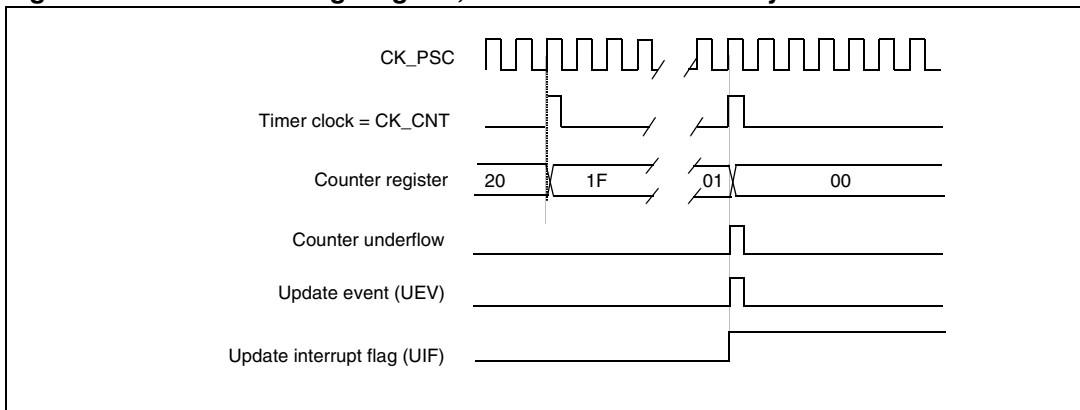 CK_PSC
Timer clock = CK_CNT
Counter register 20 1F 01 00
Counter underflow
Update event (UEV)
Update interrupt flag (UIF)